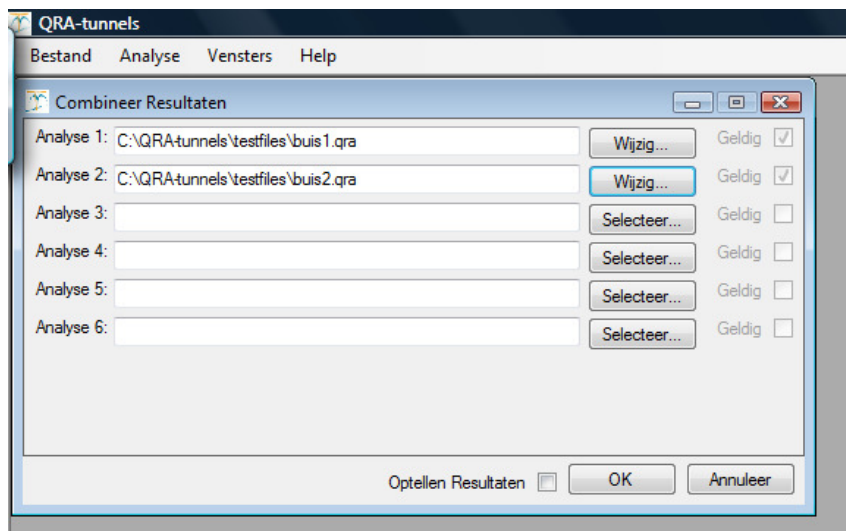 QRA-tunnels
Bestand Analyse Vensters Help
Combineer Resultaten
Analyse 1: C:\QRA-tunnels\testfiles\buis1.qra Wijzig... Geldig
Analyse 2: C:\QRA-tunnels\testfiles\buis2.qra Wijzig... Geldig
Analyse 3: Selecteer... Geldig
Analyse 4: Selecteer... Geldig
Analyse 5: Selecteer... Geldig
Analyse 6: Selecteer... Geldig
Optellen Resultaten OK Annuleer